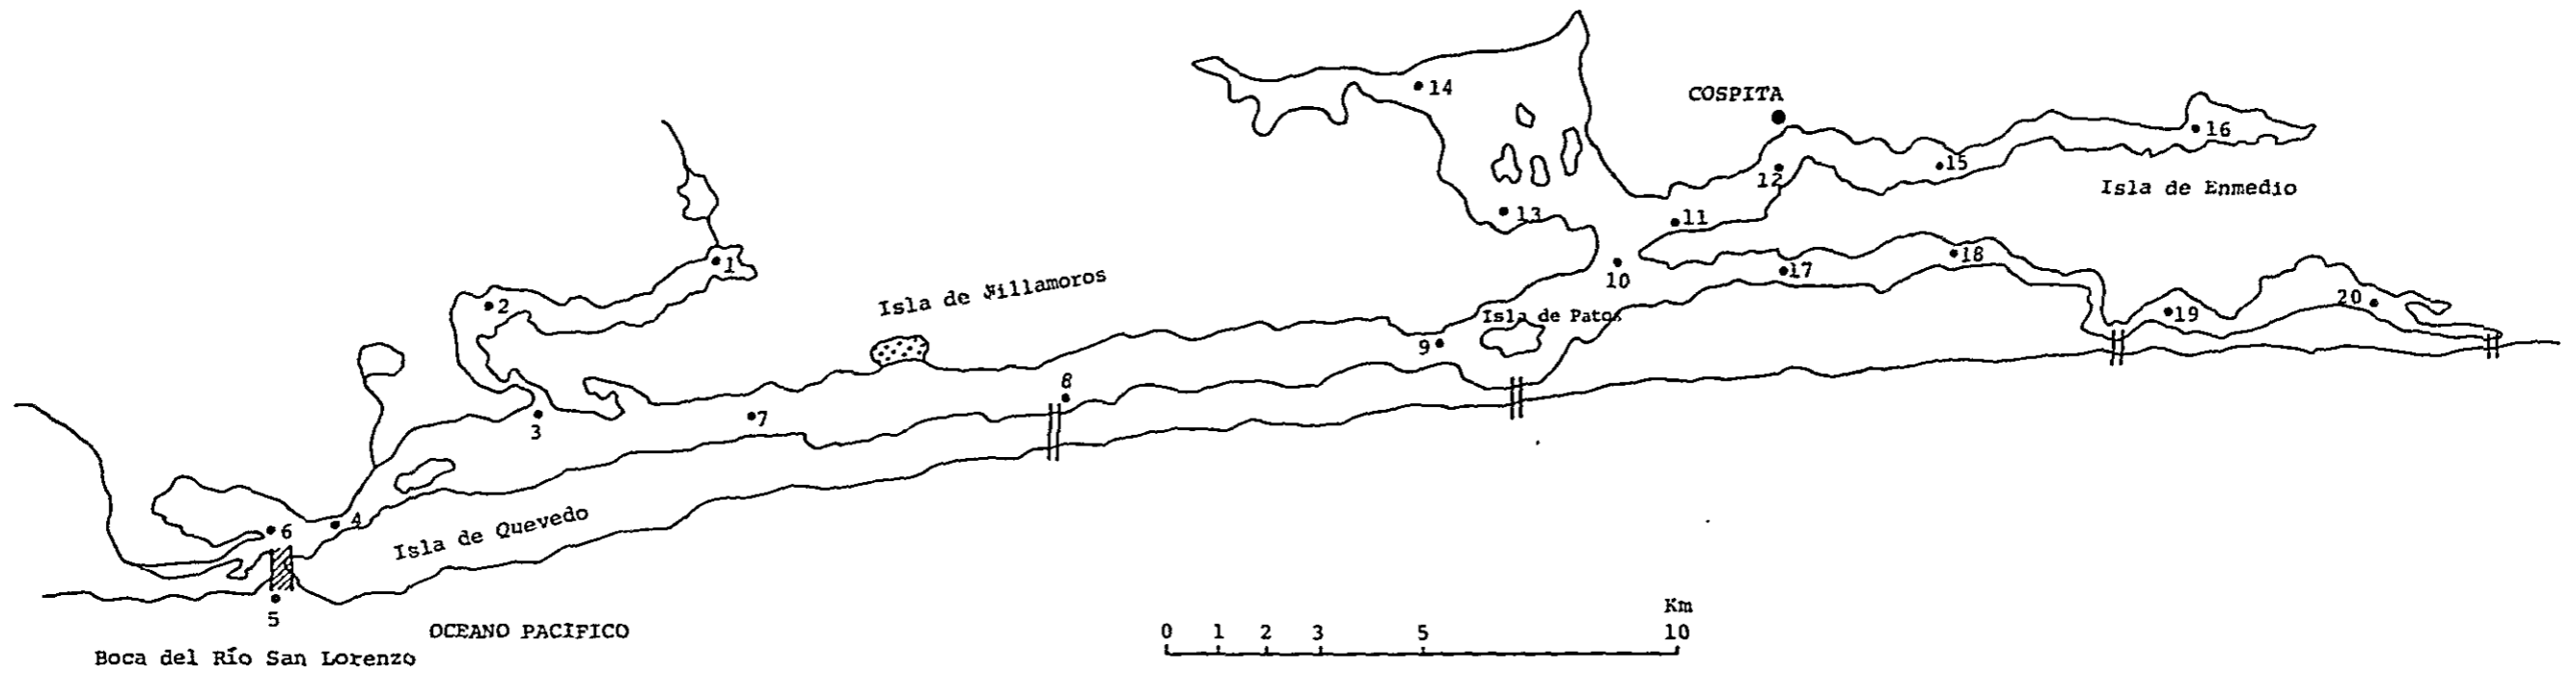 14
COSPITA
16
15
12
Isla de Enmedio
13
11
1
18
10
17
2
Isla de Villamoros
20
Isla de Patos
19
9
8
3
7
4
6
Isla de Quevedo
5
OCEANO PACÍFICO
Boca del Río San Lorenzo
Km
0 1 2 3 5 10